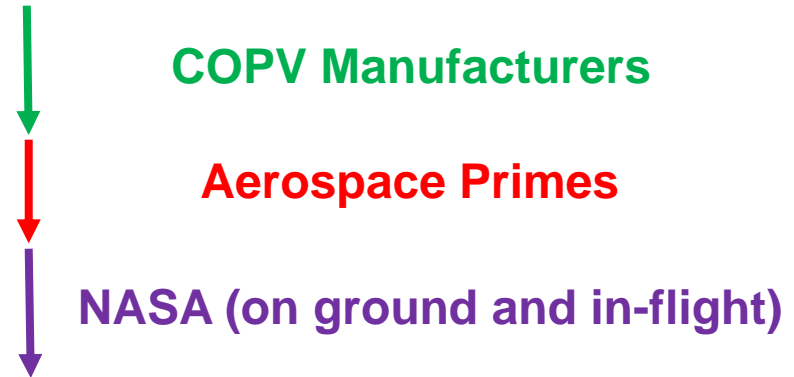 COPV Manufacturers
Aerospace Primes
NASA (on ground and in-flight)